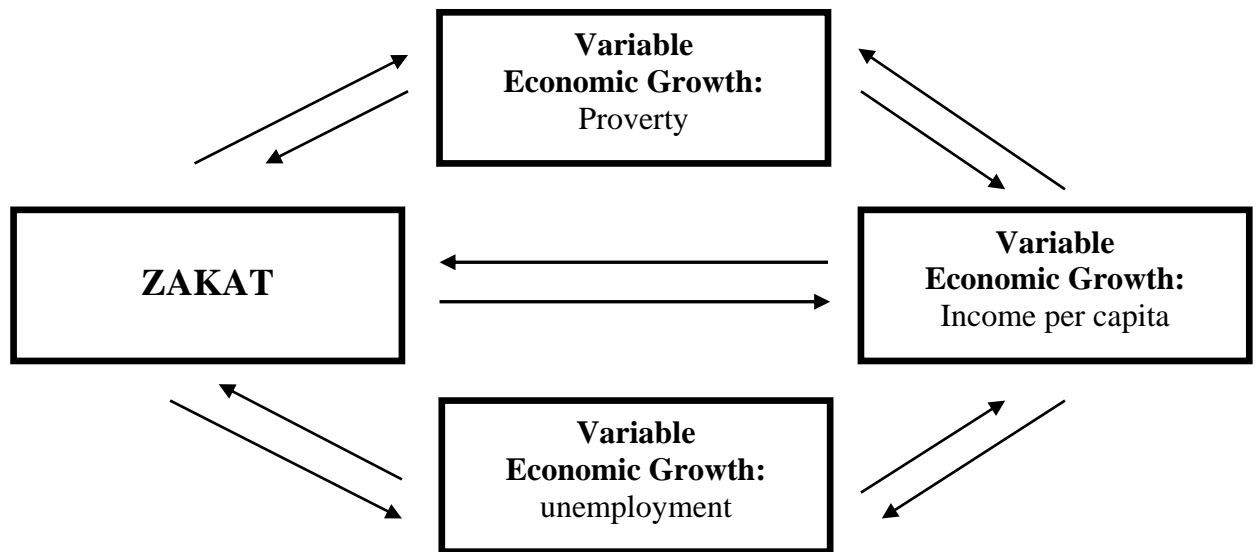 Variable
Economic Growth:
Proverty
ZAKAT
Variable
Economic Growth:
Income per capita
Variable
Economic Growth:
unemployment